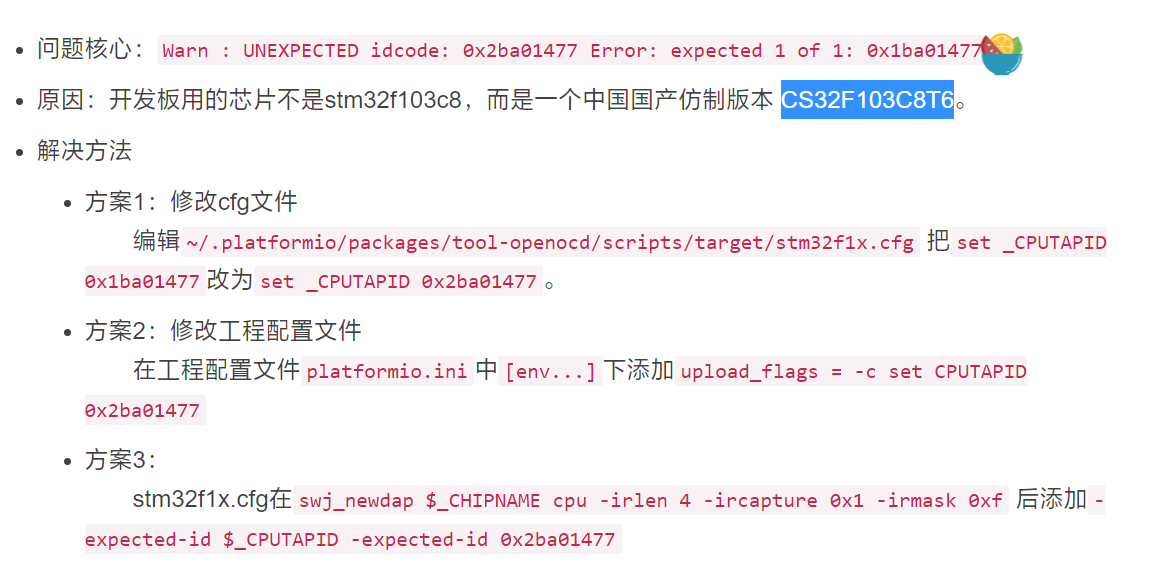 问题核心：Warn : UNEXPECTED idcode: 0x2ba01477 Error: expected 1 of 1: 0x1ba01477
原因：开发板用的芯片不是stm32f103c8，而是一个中国国产仿制版本 CS32F103C8T6。
解决方法
方案1：修改cfg文件
编辑 ~/.platformio/packages/tool-openocd/scripts/target/stm32f1x.cfg 把 set _CPUTAPID
0x1ba01477 改为 set _CPUTAPID 0x2ba01477 。
方案2：修改工程配置文件
在工程配置文件 platformio.ini 中 [env...] 下添加 upload_flags = -c set CPUTAPID
0x2ba01477
方案3：
stm32f1x.cfg在 swj_newdap $_CHIPNAME cpu -irlen 4 -ircapture 0x1 -irmask 0xf 后添加 -
expected-id $_CPUTAPID -expected-id 0x2ba01477